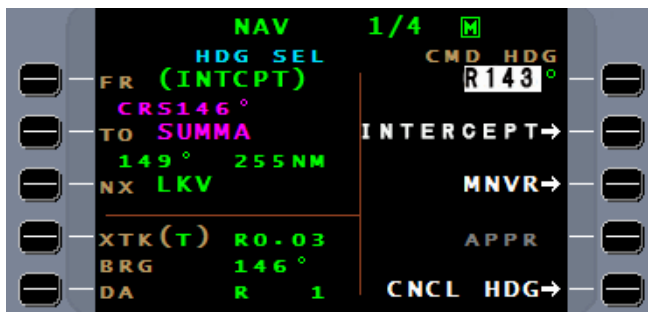 NAV 1/4 M
HDG SEL CMD HDG
FR (INTCPT) R143°
CRS146°
TO SUMMA INTERCEPT→
149° 255NM
NX LKV MNVR→
XTK(T) R0.03 APPR
BRG 146°
DA R 1 CNCL HDG→